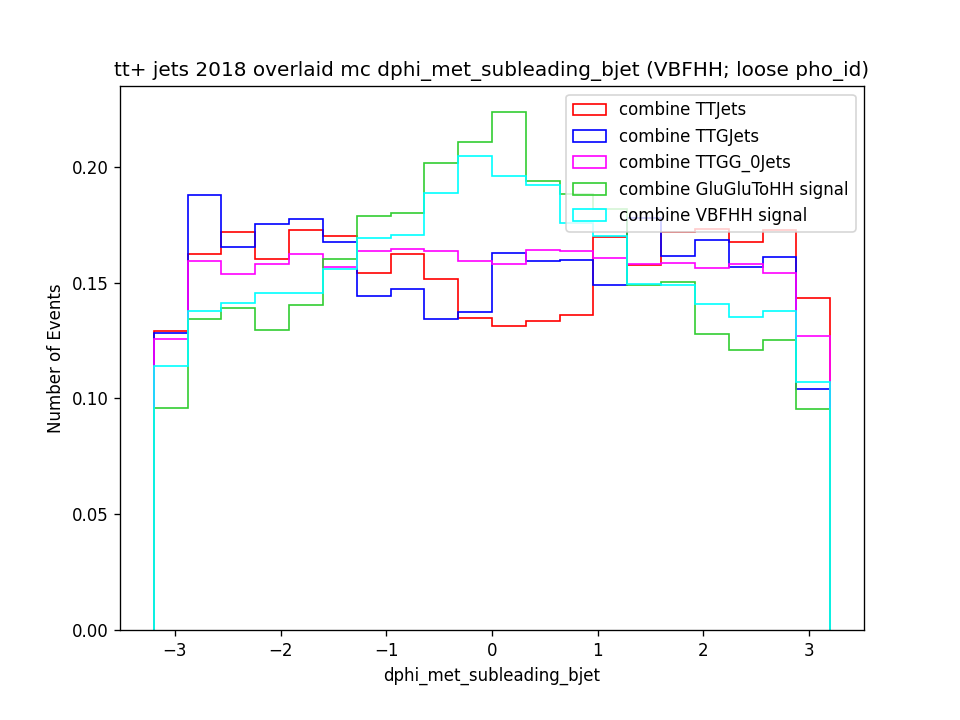 tt+ jets 2018 overlaid mc dphi_met_subleading_bjet (VBFHH; loose pho_id)
combine TTJets
combine TTGJets
combine TTGG_0Jets
combine GluGluToHH signal
combine VBFHH signal
0.20
0.15
0.10
0.05
0.00
Number of Events
−3
−2
−1
0
1
2
3
dphi_met_subleading_bjet